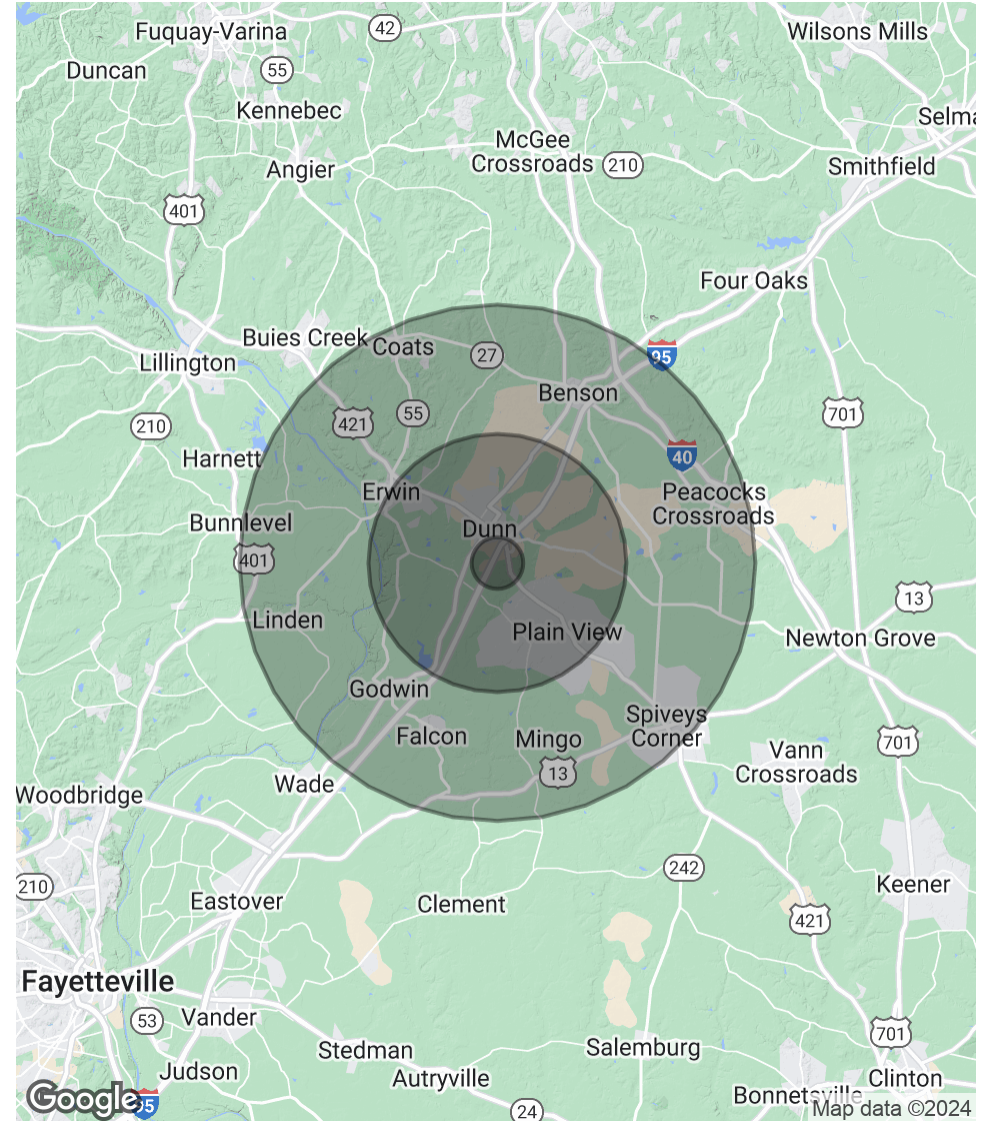 Fuquay-Varina
42
Wilsons Mills
Duncan
55
Kennebec
Selma
McGee
Crossroads
210
Angier
Smithfield
401
Four Oaks
Buies Creek
Coats
27
95
Lillington
Benson
55
701
421
210
Harnett
40
Erwin
Peacocks
Crossroads
Bunnlevel
Dunn
401
13
Linden
Plain View
Newton Grove
Godwin
Spiveys
Corner
Falcon
Mingo
701
Vann
Crossroads
13
Wade
Woodbridge
242
210
Keener
Eastover
Clement
421
Fayetteville
53
Vander
701
Stedman
Salemburg
Judson
Autryville
Clinton
Bonnetsville
Google
95
24
Map data ©2024